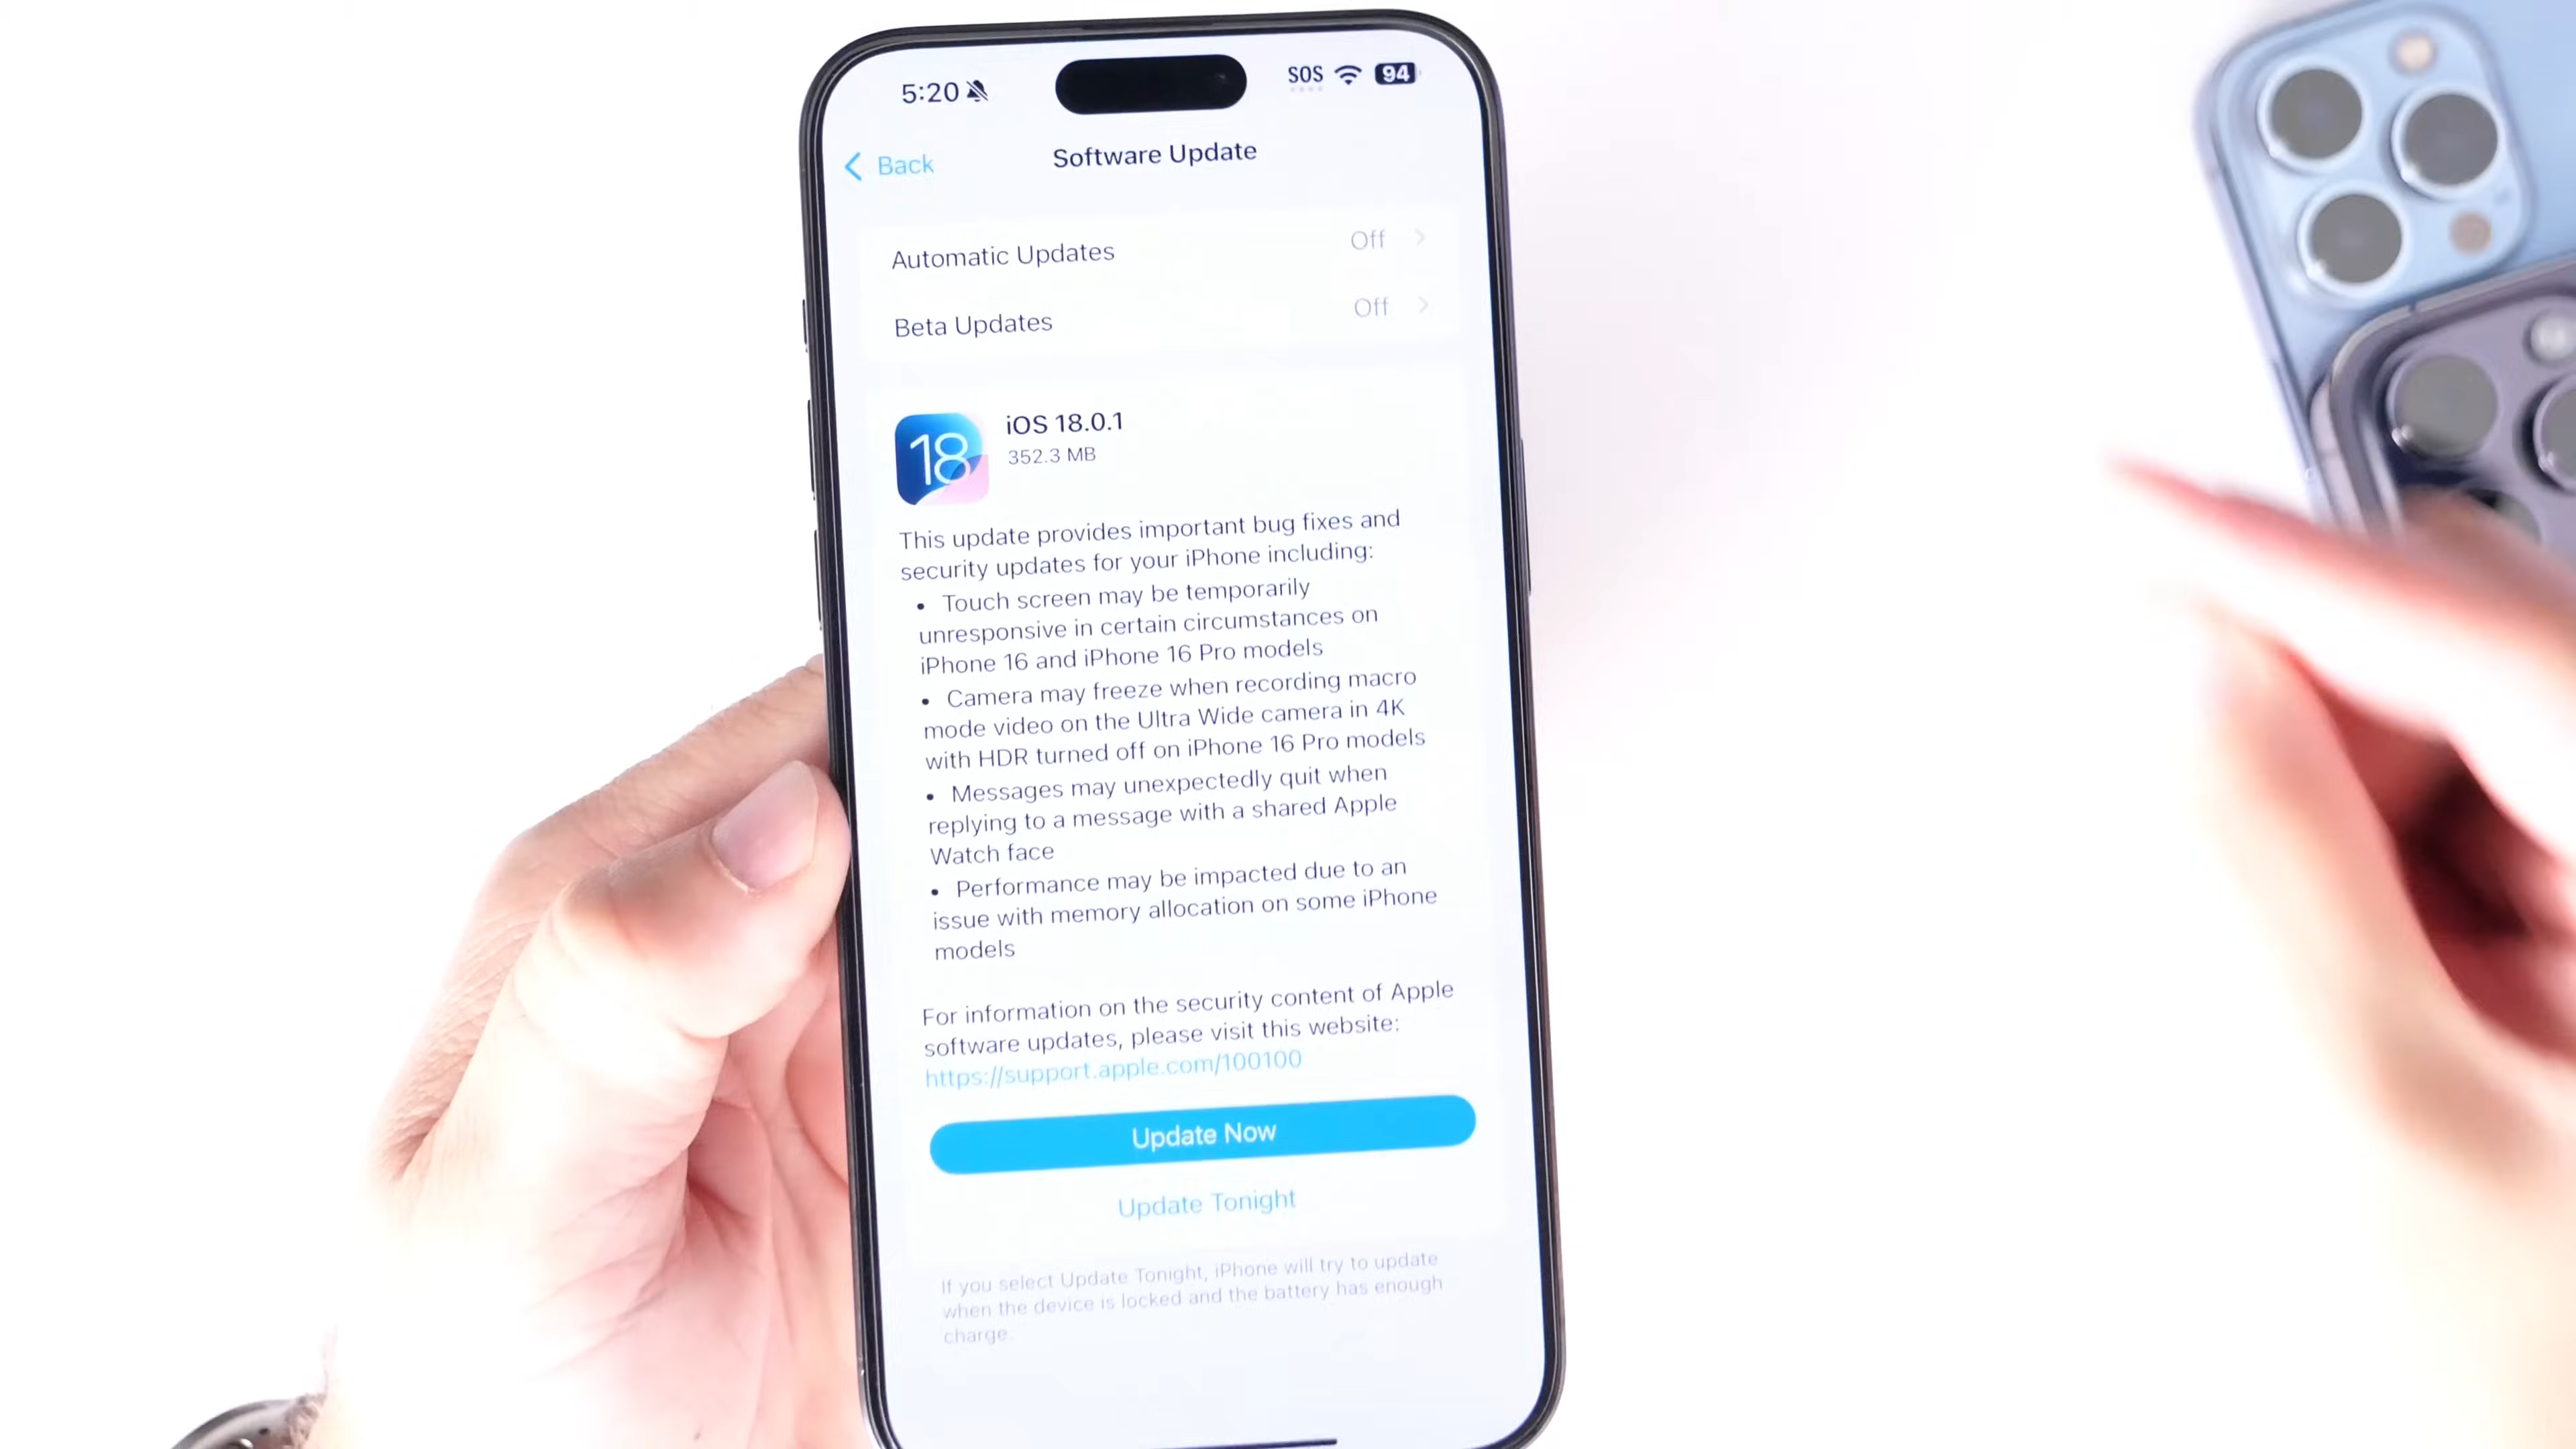 5:20
SOS 94
Back
Software Update
Automatic Updates Off
Beta Updates Off
18
iOS 18.0.1
352.3 MB
This update provides important bug fixes and
security updates for your iPhone including:
• Touch screen may be temporarily
unresponsive in certain circumstances on
iPhone 16 and iPhone 16 Pro models
• Camera may freeze when recording macro
mode video on the Ultra Wide camera in 4K
with HDR turned off on iPhone 16 Pro models
• Messages may unexpectedly quit when
replying to a message with a shared Apple
Watch face
• Performance may be impacted due to an
issue with memory allocation on some iPhone
models
For information on the security content of Apple
software updates, please visit this website:
https://support.apple.com/100100
Update Now
Update Tonight
If you select Update Tonight, iPhone will try to update
when the device is locked and the battery has enough
charge.